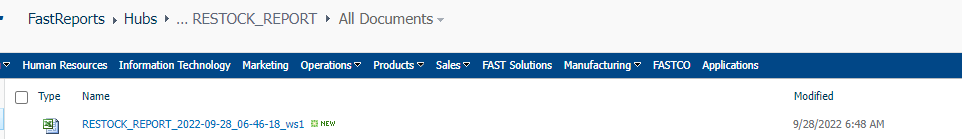 FastReports Hubs ... RESTOCK_REPORT All Documents
Human Resources Information Technology Marketing Operations Products Sales FAST Solutions Manufacturing FASTCO Applications
Type Name Modified
RESTOCK_REPORT_2022-09-28_06-46-18_ws1 NEW 9/28/2022 6:48 AM